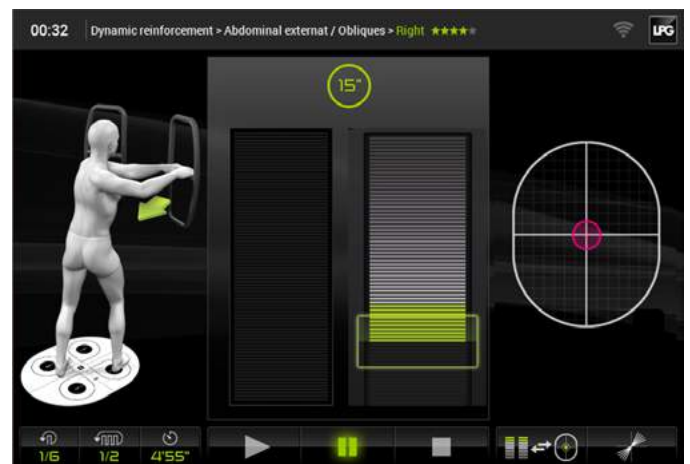 00:32 Dynamic reinforcement > Abdominal externat / Obliques > Right LPG
15"
1/6 1/2 4'55"